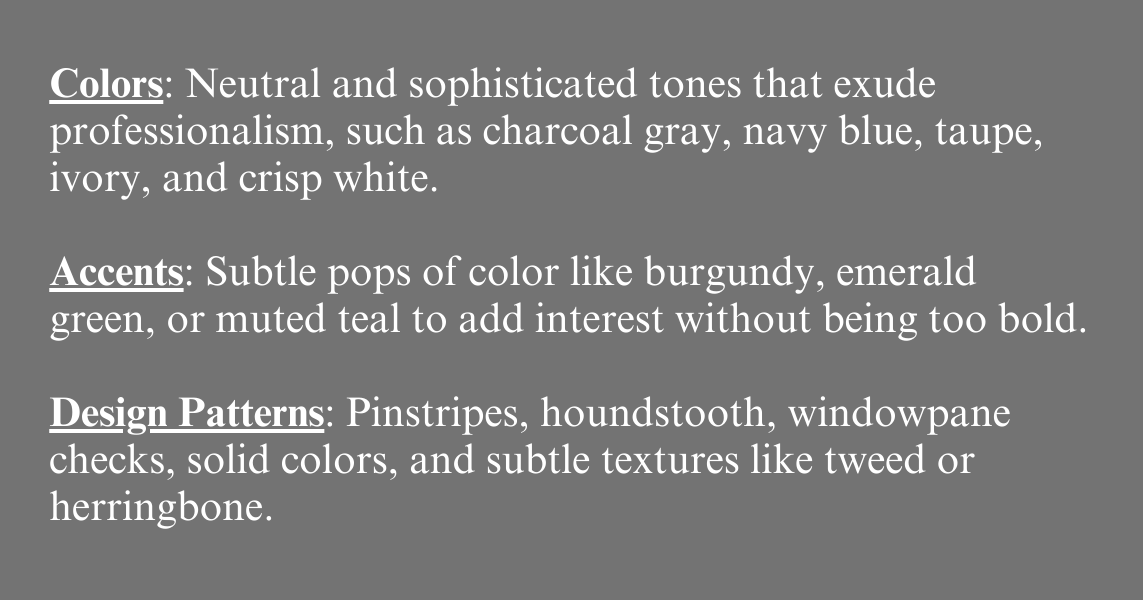 Colors: Neutral and sophisticated tones that exude
professionalism, such as charcoal gray, navy blue, taupe,
ivory, and crisp white.
Accents: Subtle pops of color like burgundy, emerald
green, or muted teal to add interest without being too bold.
Design Patterns: Pinstripes, houndstooth, windowpane
checks, solid colors, and subtle textures like tweed or
herringbone.